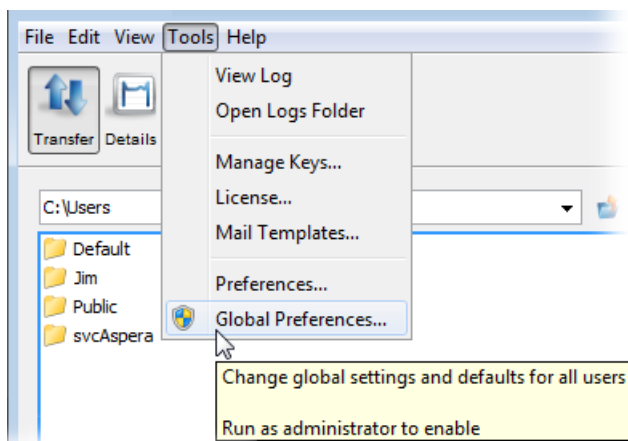 File Edit View Tools Help
View Log
Open Logs Folder
Transfer Details
Manage Keys...
License...
C:\Users
Mail Templates...
Default
Jim
Preferences...
Public
Global Preferences...
svcAspera
Change global settings and defaults for all users
Run as administrator to enable